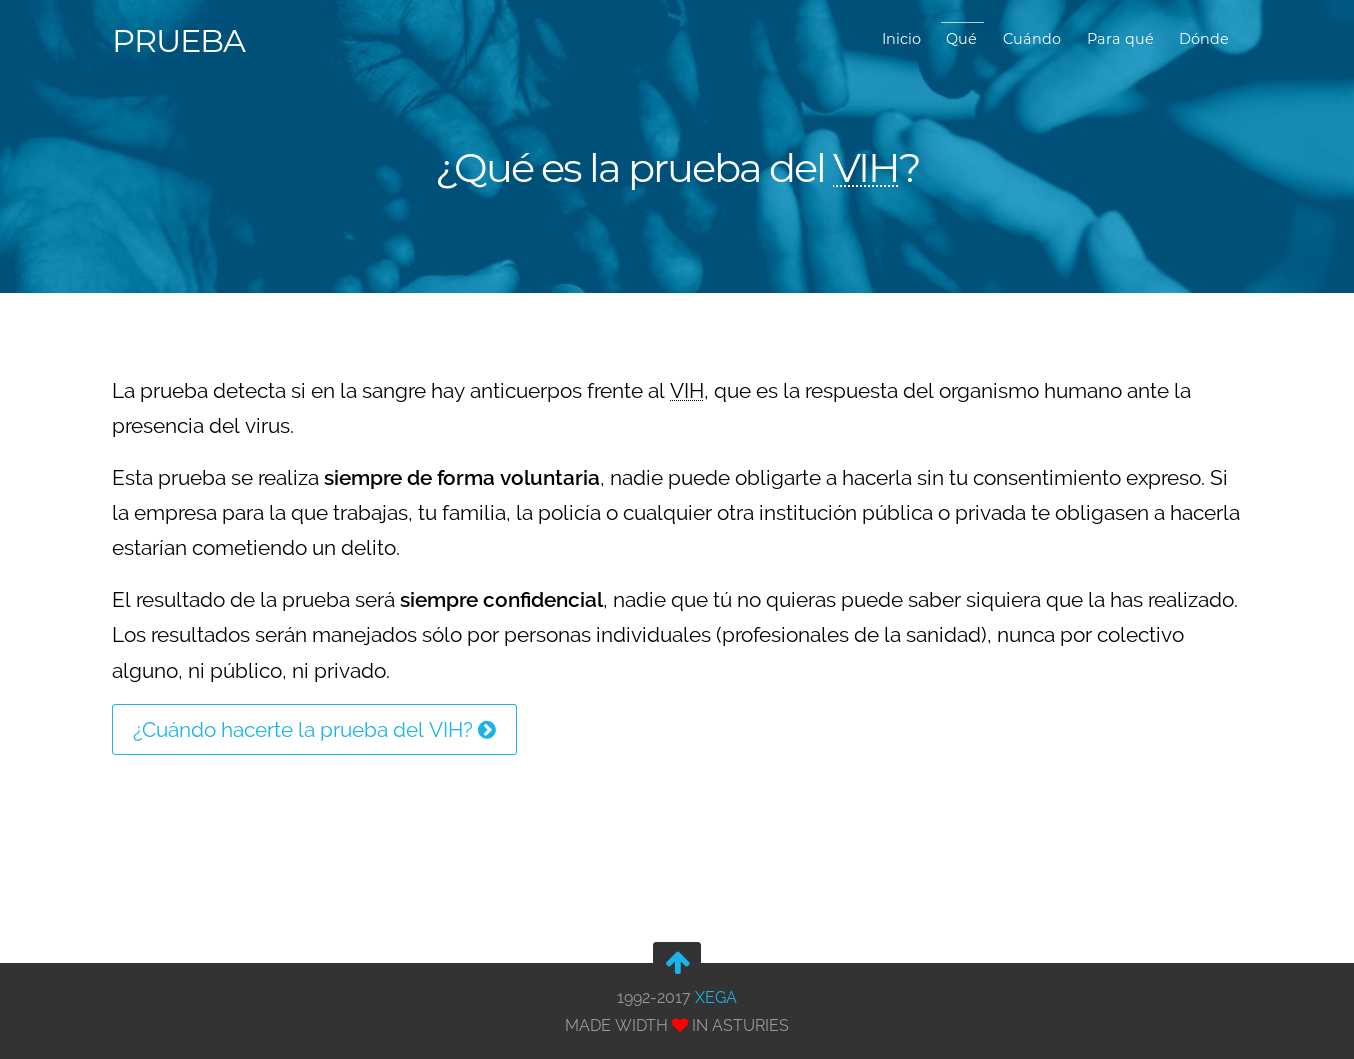 PRUEBA
Inicio Qué Cuándo Para qué Dónde
¿Qué es la prueba del VIH?
La prueba detecta si en la sangre hay anticuerpos frente al VIH, que es la respuesta del organismo humano ante la
presencia del virus.
Esta prueba se realiza siempre de forma voluntaria, nadie puede obligarte a hacerla sin tu consentimiento expreso. Si
la empresa para la que trabajas, tu familia, la policía o cualquier otra institución pública o privada te obligasen a hacerla
estarían cometiendo un delito.
El resultado de la prueba será siempre confidencial, nadie que tú no quieras puede saber siquiera que la has realizado.
Los resultados serán manejados sólo por personas individuales (profesionales de la sanidad), nunca por colectivo
alguno, ni público, ni privado.
¿Cuándo hacerte la prueba del VIH?
1992-2017 XEGA
MADE WIDTH IN ASTURIES